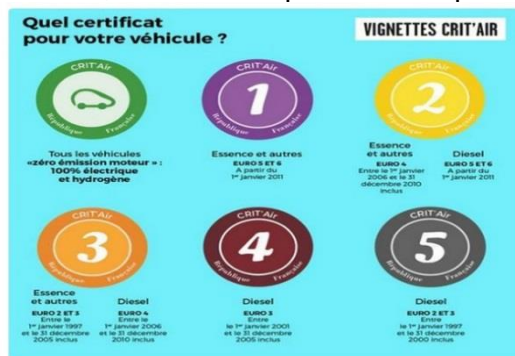 Quel certificat
pour votre véhicule ?
VIGNETTES CRIT'AIR
CRIT'Air
République Française
Tous les véhicules
«zéro émission moteur» :
100% électrique
et hydrogène
CRIT'Air
1
République Française
Essence et autres
EURO 5 ET 6
A partir du
1er janvier 2011
CRIT'Air
2
République Française
Essence
et autres
EURO 4
Entre le 1er janvier
2006 et le 31
décembre 2010
inclus
Diesel
EURO 5 ET 6
A partir du
1er janvier 2011
CRIT'Air
3
République Française
Essence
et autres
EURO 2 ET 3
Entre le
1er janvier 1997
et le 31 décembre
2005 inclus
Diesel
EURO 4
Entre le
1er janvier 2006
et le 31 décembre
2010 inclus
CRIT'Air
4
République Française
Diesel
EURO 3
Entre
le 1er janvier 2001
et le 31 décembre
2005 inclus
CRIT'Air
5
République Française
Diesel
EURO 2 ET 3
Entre
le 1er janvier 1997
et le 31 décembre
2000 inclus